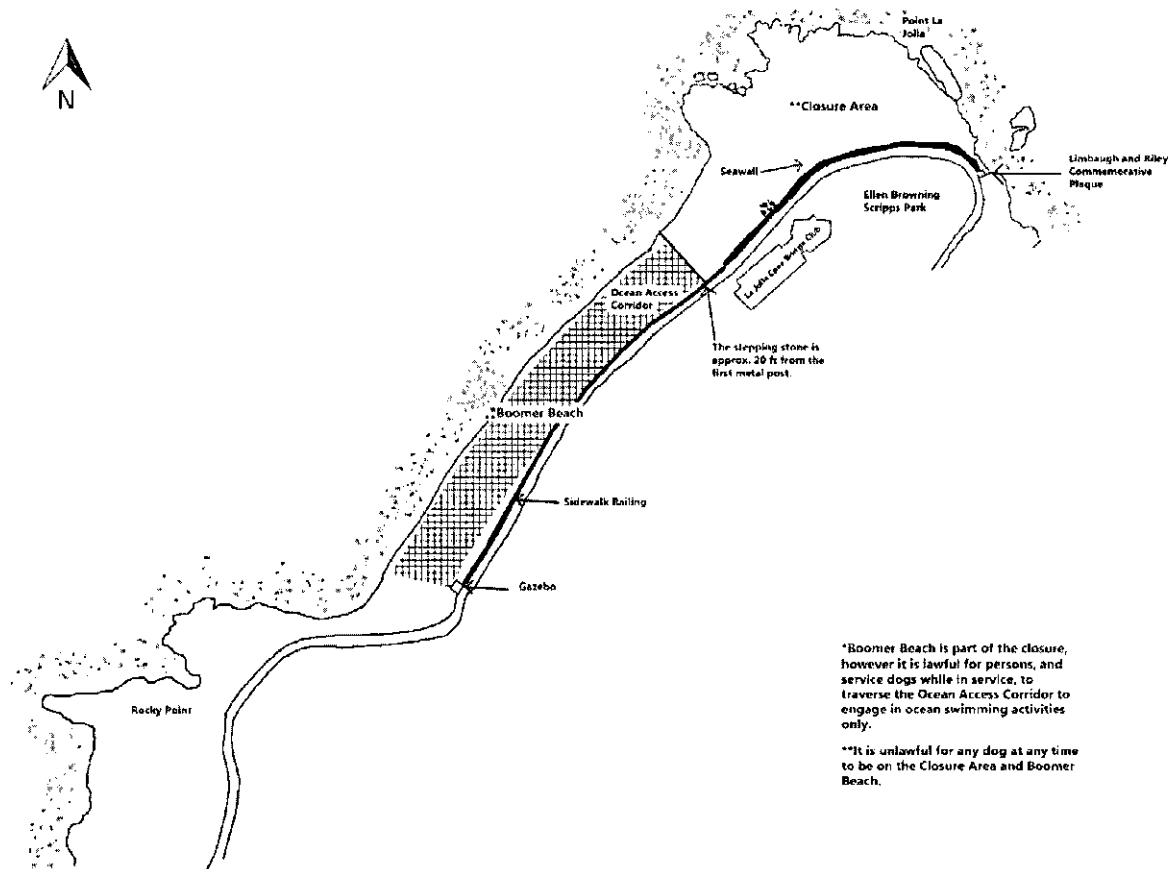 Point La
Jolla
N
**Closure Area
Seawall
Limbaugh and Riley
Commemorative
Plaque
Ellen Browning
Scripps Park
La Jolla Cove Bridge Club
Ocean Access
Corridor
The stepping stone is
approx. 20 ft from the
first metal post.
*Boomer Beach
Sidewalk Railing
Gazebo
Rocky Point
*Boomer Beach is part of the closure,
however it is lawful for persons, and
service dogs while in service, to
traverse the Ocean Access Corridor to
engage in ocean swimming activities
only.
**It is unlawful for any dog at any time
to be on the Closure Area and Boomer
Beach.